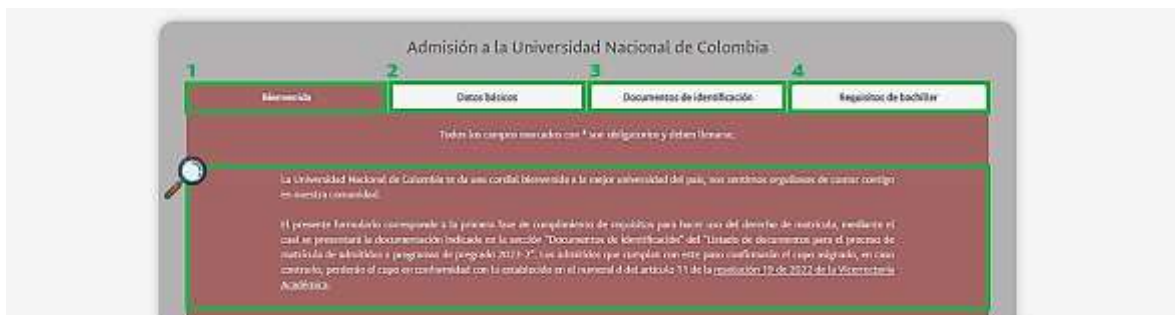 Admisión a la Universidad Nacional de Colombia
1 2 3 4
Bienvenida Datos básicos Documentos de identificación Requisitos de bachiller
Todos los campos marcados con * son obligatorios y deben llenarse.
La Universidad Nacional de Colombia te da una cordial bienvenida a la mejor universidad del país, nos sentimos orgullosos de contar contigo
en nuestra comunidad.
El presente formulario corresponde a la primera fase de cumplimiento de requisitos para hacer uso del derecho de matrícula, mediante el
cual se presentará la documentación indicada en la sección "Documentos de identificación" del "Listado de documentos para el proceso de
matrícula de admitidos a programas de pregrado 2023-2". Los admitidos que cumplan con este paso confirmarán el cupo asignado, en caso
contrario, perderán el cupo en conformidad con lo establecido en el numeral d del artículo 11 de la resolución 19 de 2022 de la Vicerrectoría
Académica.